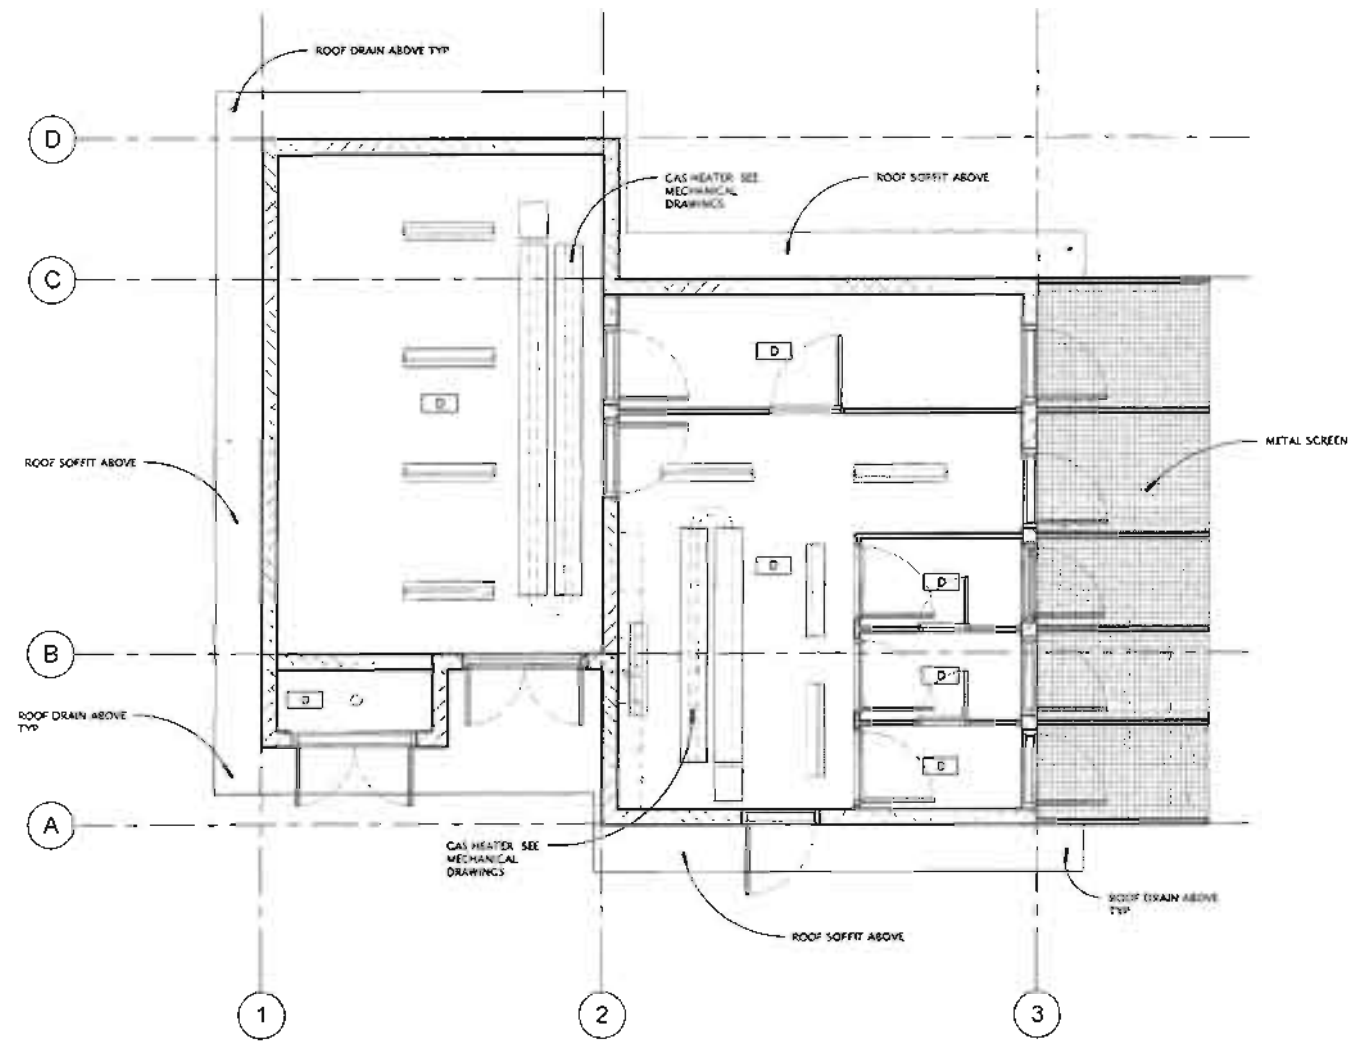 ROOF DRAIN ABOVE TYP
D
GAS HEATER SEE
MECHANICAL
DRAWINGS
ROOF SOFFIT ABOVE
C
D
D
METAL SCREEN
ROOF SOFFIT ABOVE
D
D
B
D
D
ROOF DRAIN ABOVE
TYP
D
A
GAS HEATER SEE
MECHANICAL
DRAWINGS
ROOF DRAIN ABOVE
TYP
ROOF SOFFIT ABOVE
1
2
3